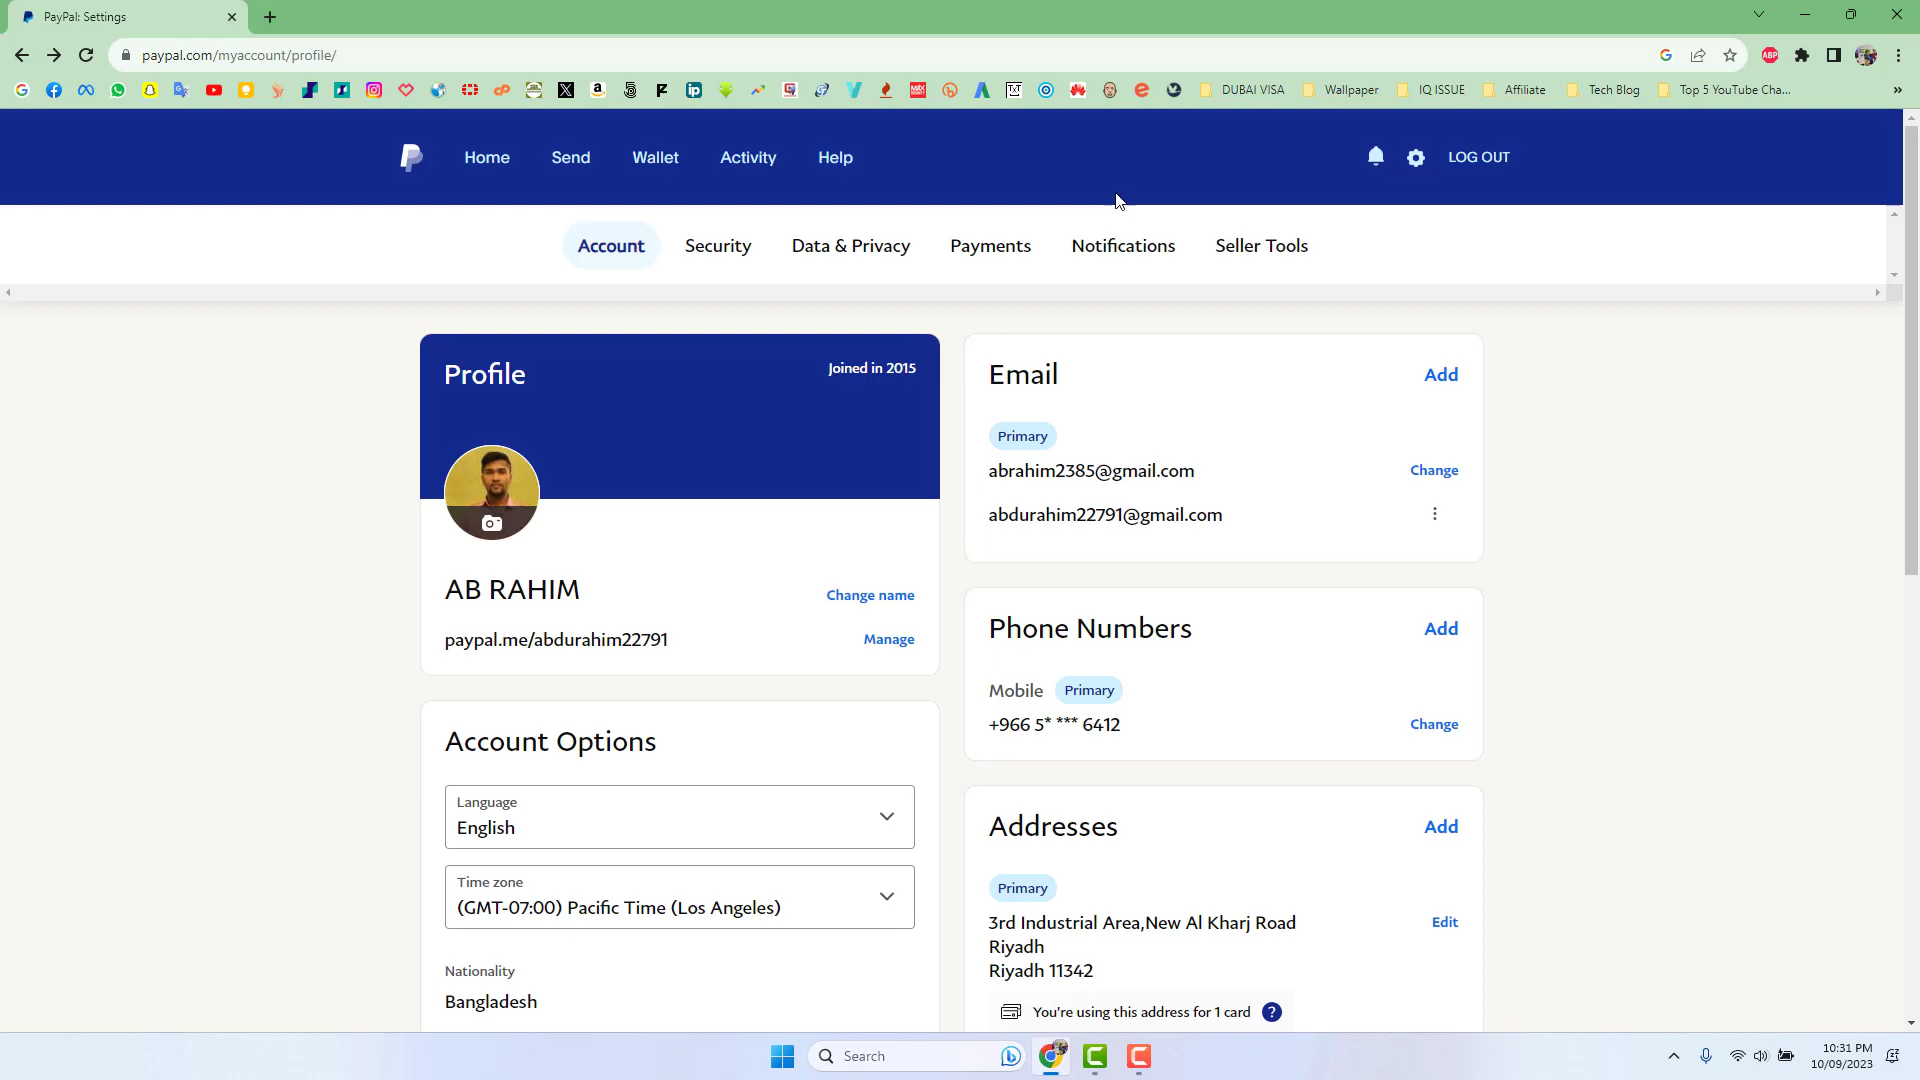 PayPal: Settings
paypal.com/myaccount/profile/
ABP
DUBAI VISA
Wallpaper
IQ ISSUE
Affiliate
Tech Blog
Top 5 YouTube Cha...
Home
Send
Wallet
Activity
Help
LOG OUT
Account
Security
Data & Privacy
Payments
Notifications
Seller Tools
Profile
Joined in 2015
AB RAHIM
Change name
paypal.me/abdurahim22791
Manage
Account Options
Language
English
Time zone
(GMT-07:00) Pacific Time (Los Angeles)
Nationality
Bangladesh
Email
Add
Primary
abrahim2385@gmail.com
Change
abdurahim22791@gmail.com
Phone Numbers
Add
Mobile
Primary
+966 5* *** 6412
Change
Addresses
Add
Primary
3rd Industrial Area,New Al Kharj Road
Edit
Riyadh
Riyadh 11342
You're using this address for 1 card
?
Search
10:31 PM
10/09/2023